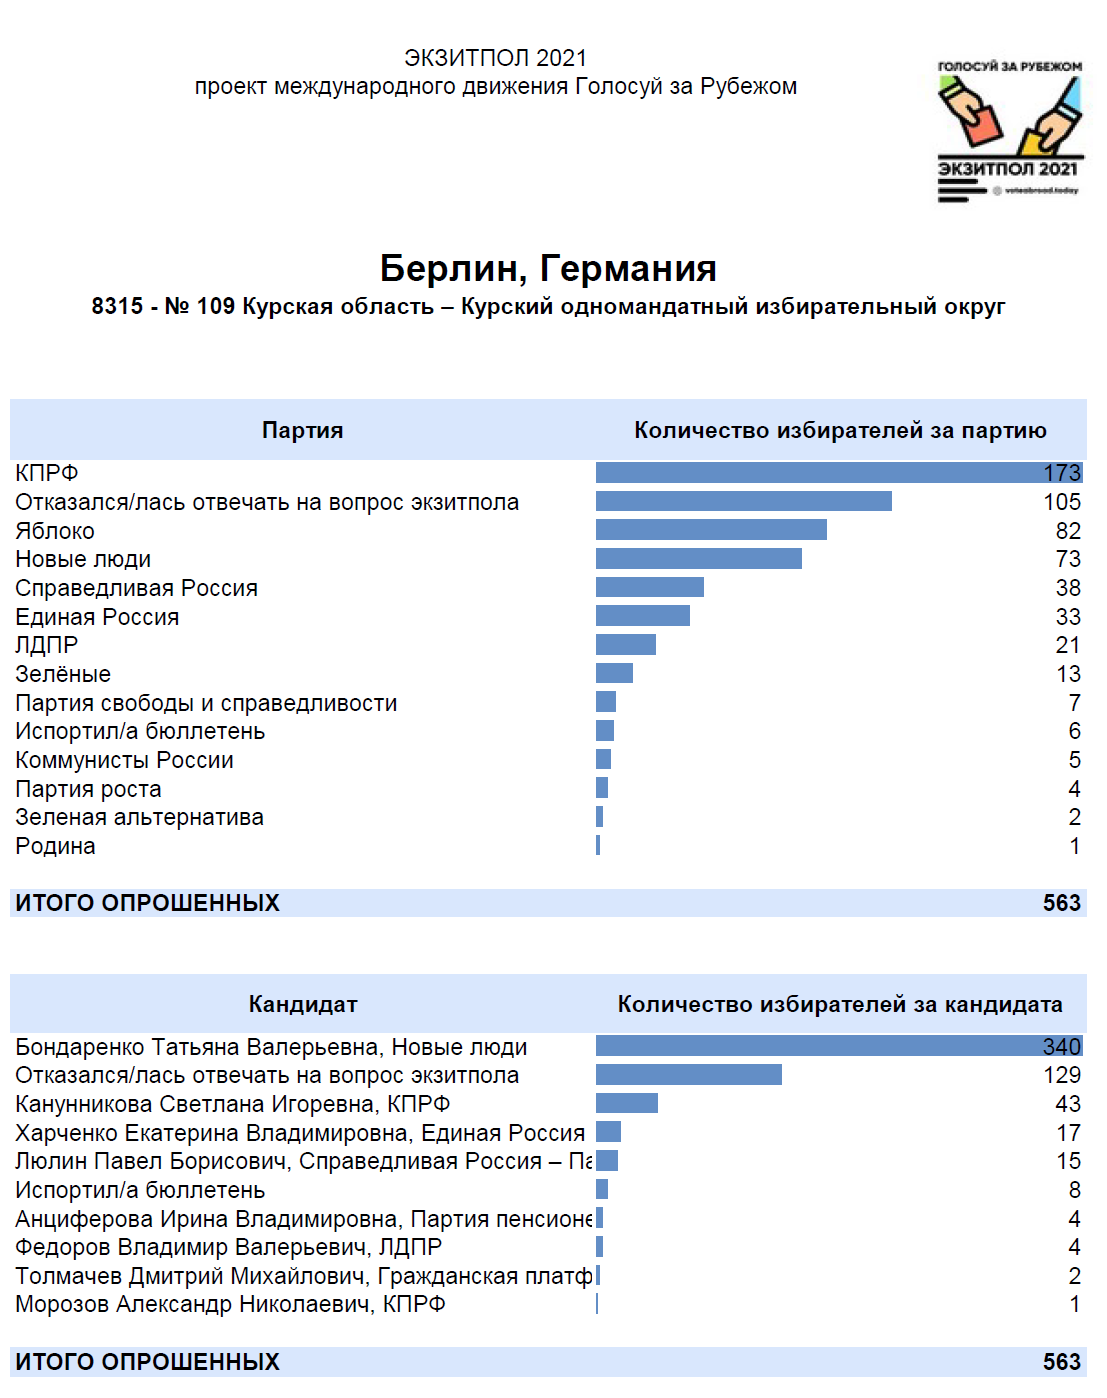 ЭКЗИТПОЛ 2021
проект международного движения Голосуй за Рубежом
ГОЛОСУЙ ЗА РУБЕЖОМ
ЭКЗИТПОЛ 2021
voteabroad.today
Берлин, Германия
8315 - № 109 Курская область – Курский одномандатный избирательный округ
Партия Количество избирателей за партию
КПРФ 173
Отказался/лась отвечать на вопрос экзитпола 105
Яблоко 82
Новые люди 73
Справедливая Россия 38
Единая Россия 33
ЛДПР 21
Зелёные 13
Партия свободы и справедливости 7
Испортил/а бюллетень 6
Коммунисты России 5
Партия роста 4
Зеленая альтернатива 2
Родина 1
ИТОГО ОПРОШЕННЫХ 563
Кандидат Количество избирателей за кандидата
Бондаренко Татьяна Валерьевна, Новые люди 340
Отказался/лась отвечать на вопрос экзитпола 129
Канунникова Светлана Игоревна, КПРФ 43
Харченко Екатерина Владимировна, Единая Россия 17
Люлин Павел Борисович, Справедливая Россия – Па 15
Испортил/а бюллетень 8
Анциферова Ирина Владимировна, Партия пенсионе 4
Федоров Владимир Валерьевич, ЛДПР 4
Толмачев Дмитрий Михайлович, Гражданская платф 2
Морозов Александр Николаевич, КПРФ 1
ИТОГО ОПРОШЕННЫХ 563